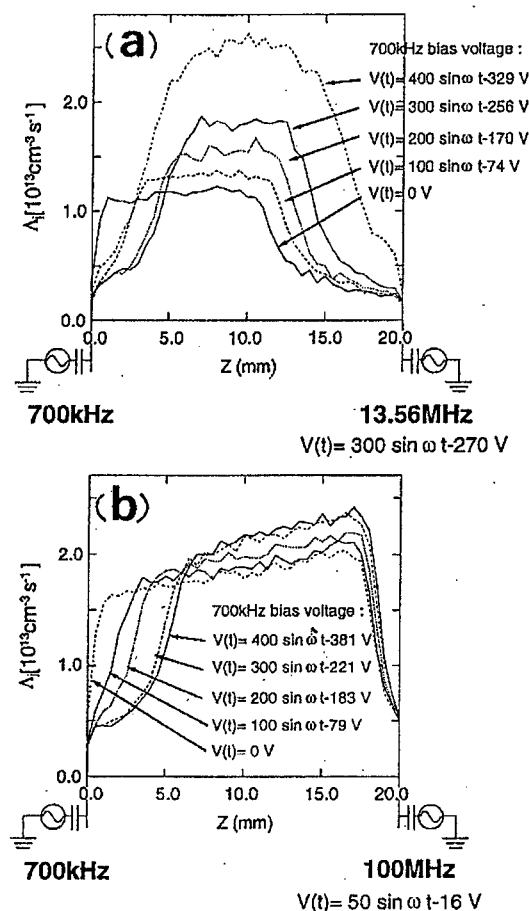 (a)
700kHz bias voltage :
V(t)= 400 sinω t-329 V
V(t)= 300 sinω t-256 V
V(t)= 200 sinω t-170 V
V(t)= 100 sinω t-74 V
V(t)= 0 V
Λi[10¹³cm⁻³s⁻¹]
2.0
1.0
0.0
0.0 5.0 10.0 15.0 20.0
Z (mm)
700kHz 13.56MHz
V(t)= 300 sin ω t-270 V
(b)
700kHz bias voltage :
V(t)= 400 sin ω t-381 V
V(t)= 300 sin ω t-221 V
V(t)= 200 sin ω t-183 V
V(t)= 100 sin ω t-79 V
V(t)= 0 V
Λi[10¹³cm⁻³s⁻¹]
2.0
1.0
0.0
0.0 5.0 10.0 15.0 20.0
Z (mm)
700kHz 100MHz
V(t)= 50 sin ω t-16 V